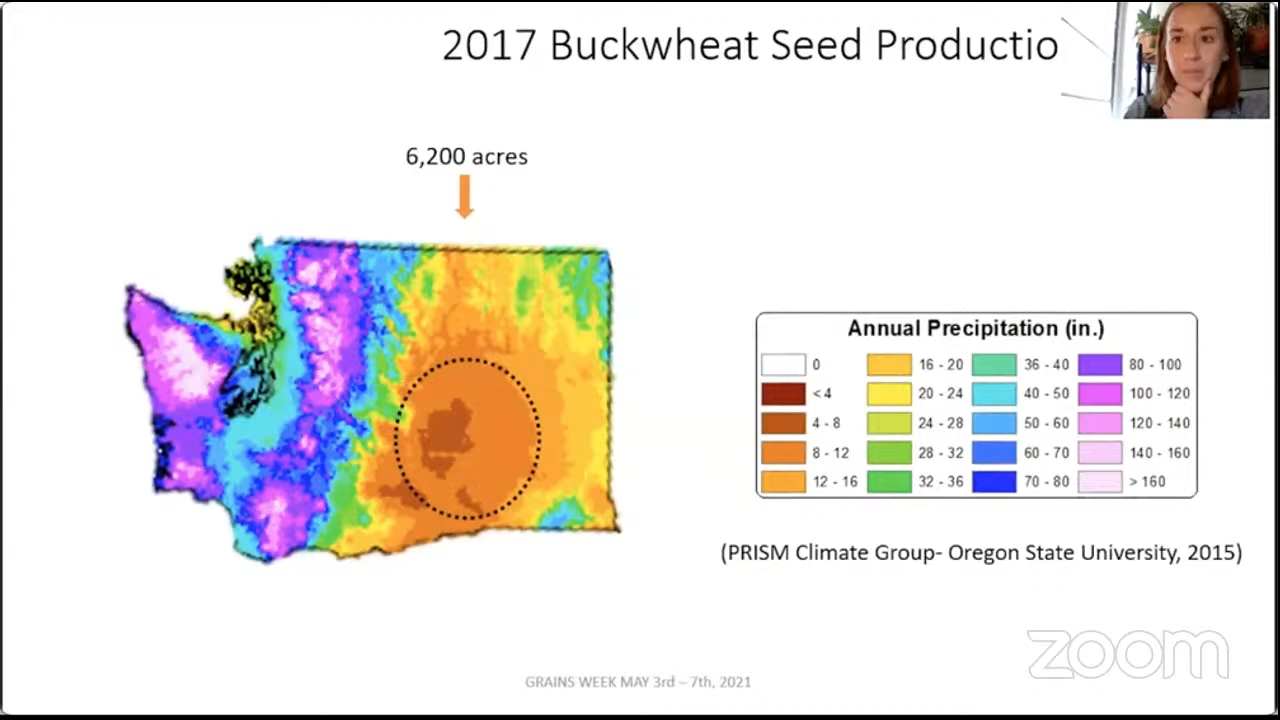 2017 Buckwheat Seed Productio
6,200 acres
Annual Precipitation (in.)
0
< 4
4 - 8
8 - 12
12 - 16
16 - 20
20 - 24
24 - 28
28 - 32
32 - 36
36 - 40
40 - 50
50 - 60
60 - 70
70 - 80
80 - 100
100 - 120
120 - 140
140 - 160
> 160
(PRISM Climate Group- Oregon State University, 2015)
zoom
GRAINS WEEK MAY 3rd – 7th, 2021